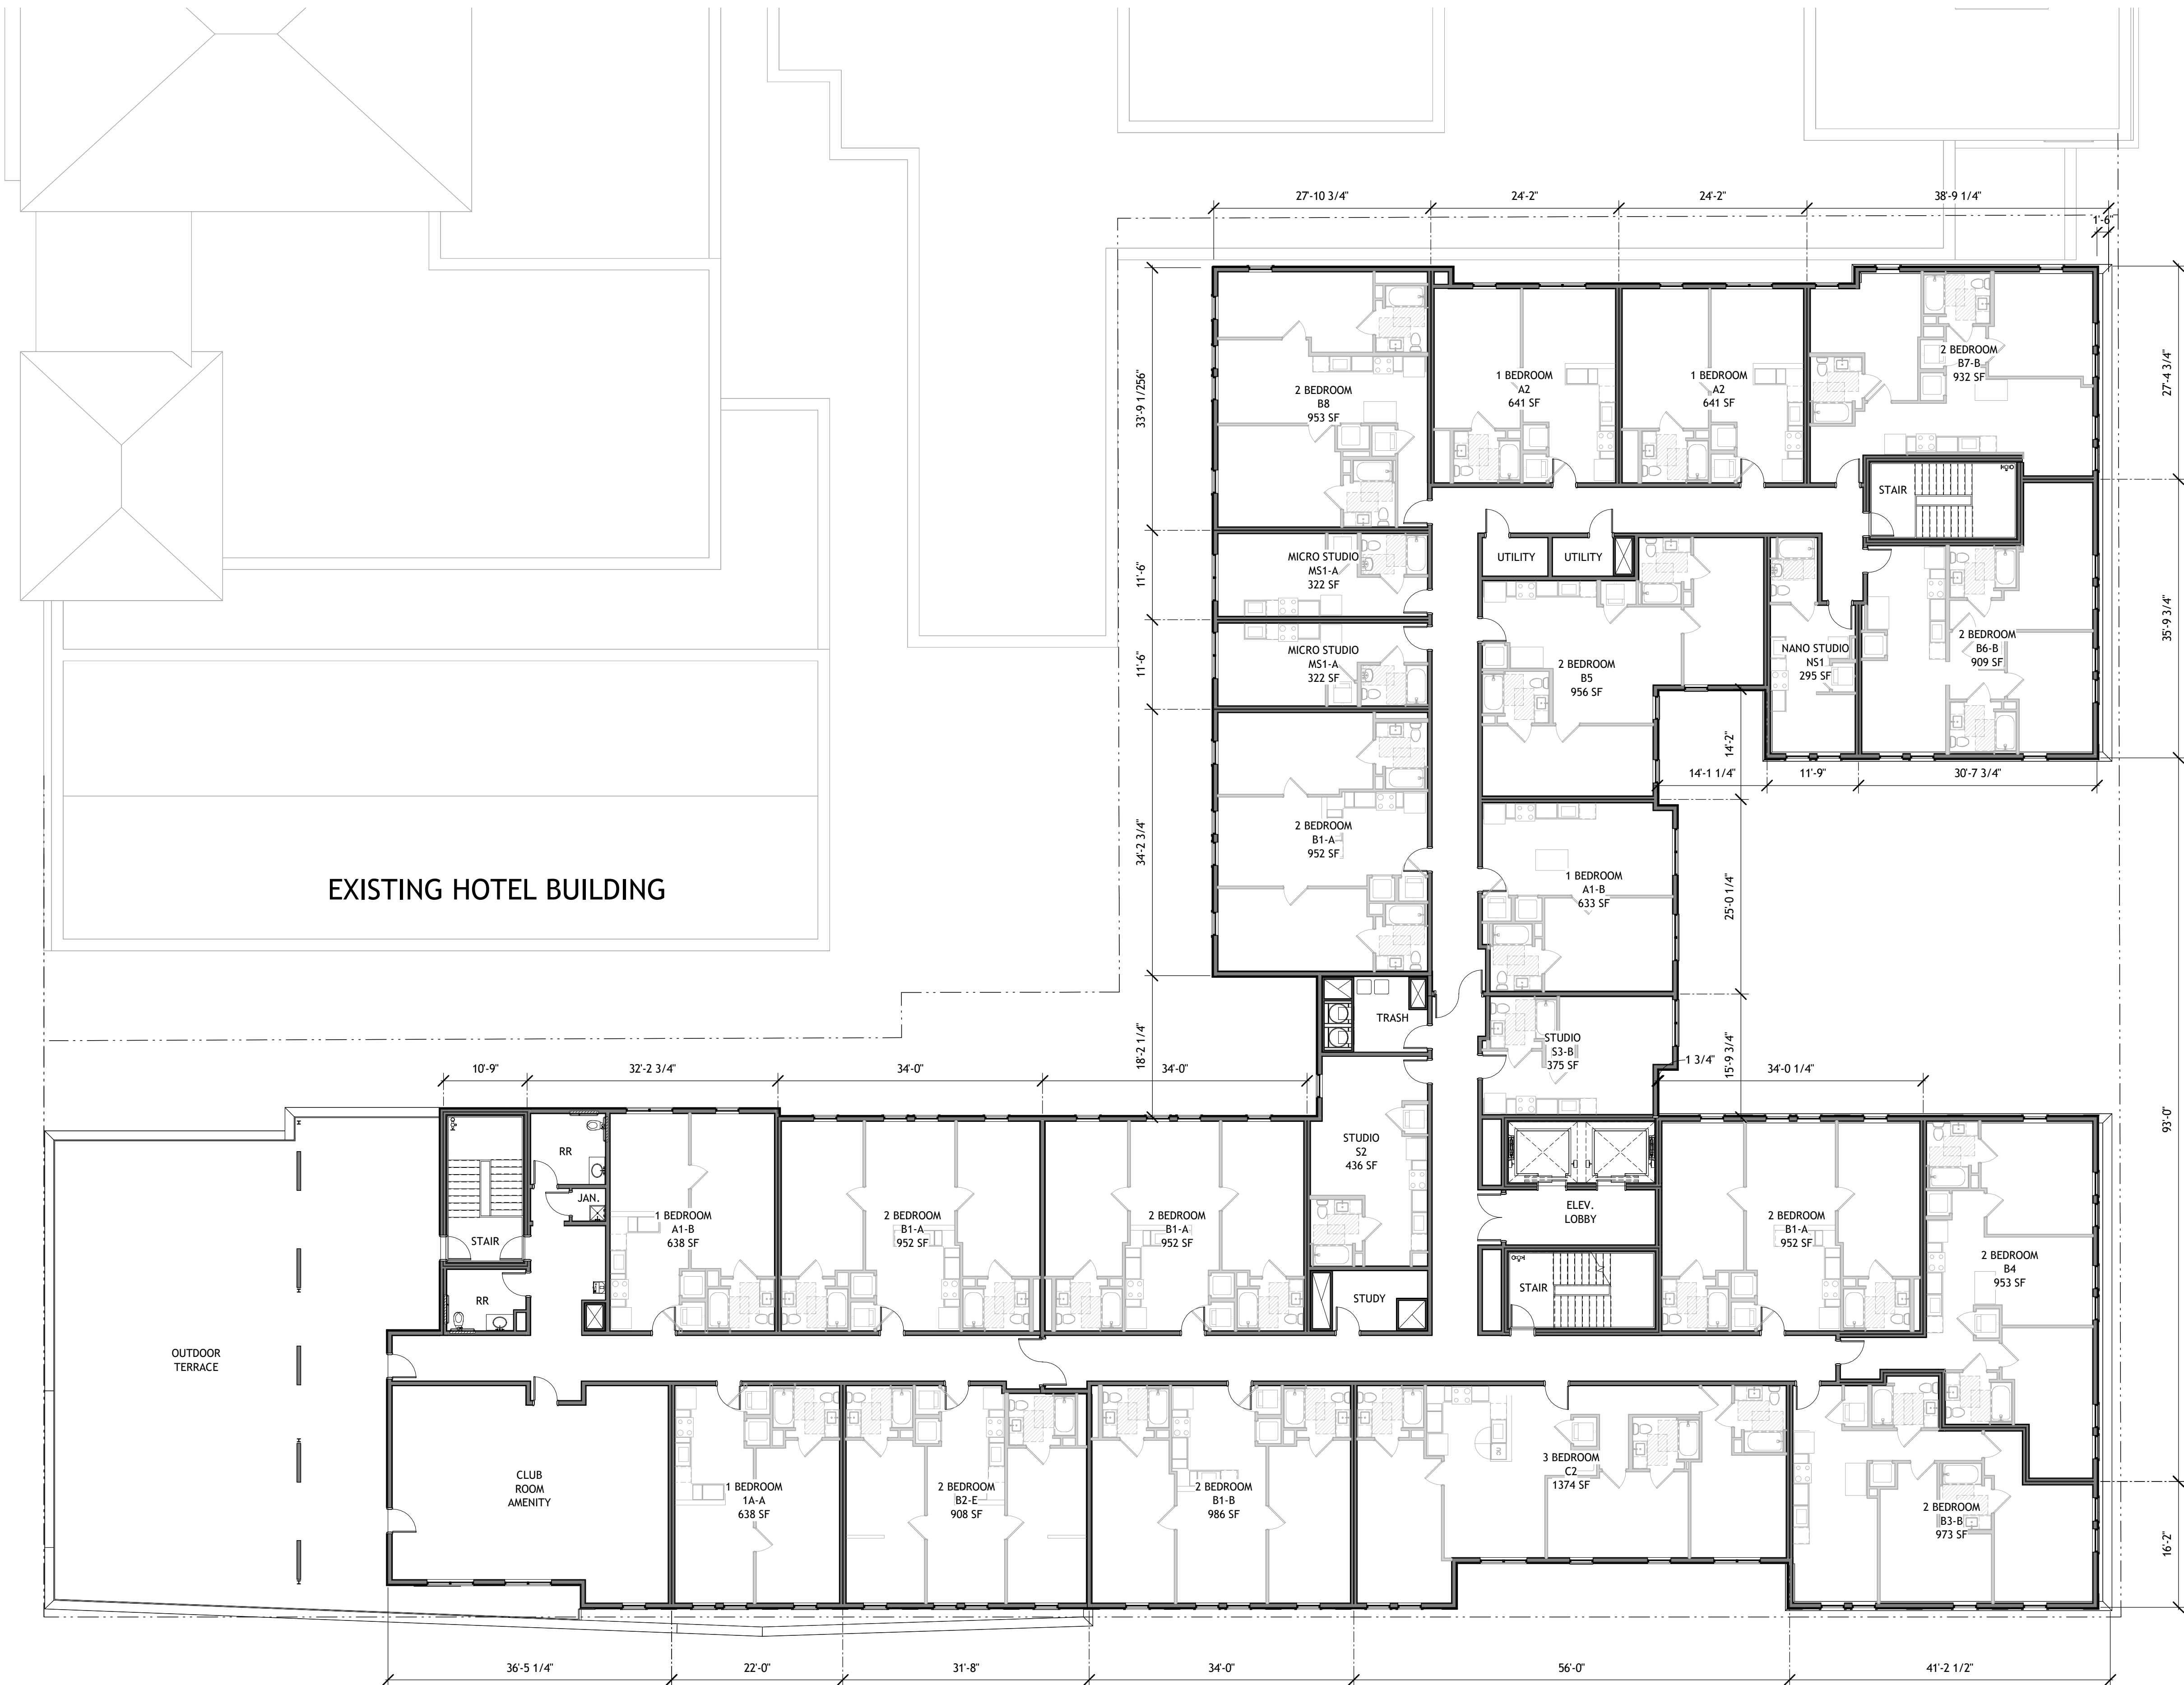 27'-10 3/4"
24'-2"
24'-2"
38'-9 1/4"
1'-6"
33'-9 1/256"
27'-4 3/4"
2 BEDROOM
B8
953 SF
1 BEDROOM
A2
641 SF
1 BEDROOM
A2
641 SF
2 BEDROOM
B7-B
932 SF
STAIR
11'-6"
MICRO STUDIO
MS1-A
322 SF
UTILITY
UTILITY
11'-6"
MICRO STUDIO
MS1-A
322 SF
2 BEDROOM
B5
956 SF
NANO STUDIO
NS1
295 SF
2 BEDROOM
B6-B
909 SF
35'-9 3/4"
14'-2"
14'-1 1/4"
11'-9"
30'-7 3/4"
34'-2 3/4"
2 BEDROOM
B1-A
952 SF
EXISTING HOTEL BUILDING
1 BEDROOM
A1-B
633 SF
25'-0 1/4"
TRASH
STUDIO
S3-B
375 SF
18'-2 1/4"
15'-9 3/4"
1 3/4"
10'-9"
32'-2 3/4"
34'-0"
34'-0"
34'-0 1/4"
93'-0"
RR
JAN.
STAIR
RR
1 BEDROOM
A1-B
638 SF
2 BEDROOM
B1-A
952 SF
2 BEDROOM
B1-A
952 SF
STUDIO
S2
436 SF
ELEV.
LOBBY
STAIR
STUDY
2 BEDROOM
B1-A
952 SF
2 BEDROOM
B4
953 SF
OUTDOOR
TERRACE
CLUB
ROOM
AMENITY
1 BEDROOM
1A-A
638 SF
2 BEDROOM
B2-E
908 SF
2 BEDROOM
B1-B
986 SF
3 BEDROOM
C2
1374 SF
2 BEDROOM
B3-B
973 SF
16'-2"
36'-5 1/4"
22'-0"
31'-8"
34'-0"
56'-0"
41'-2 1/2"